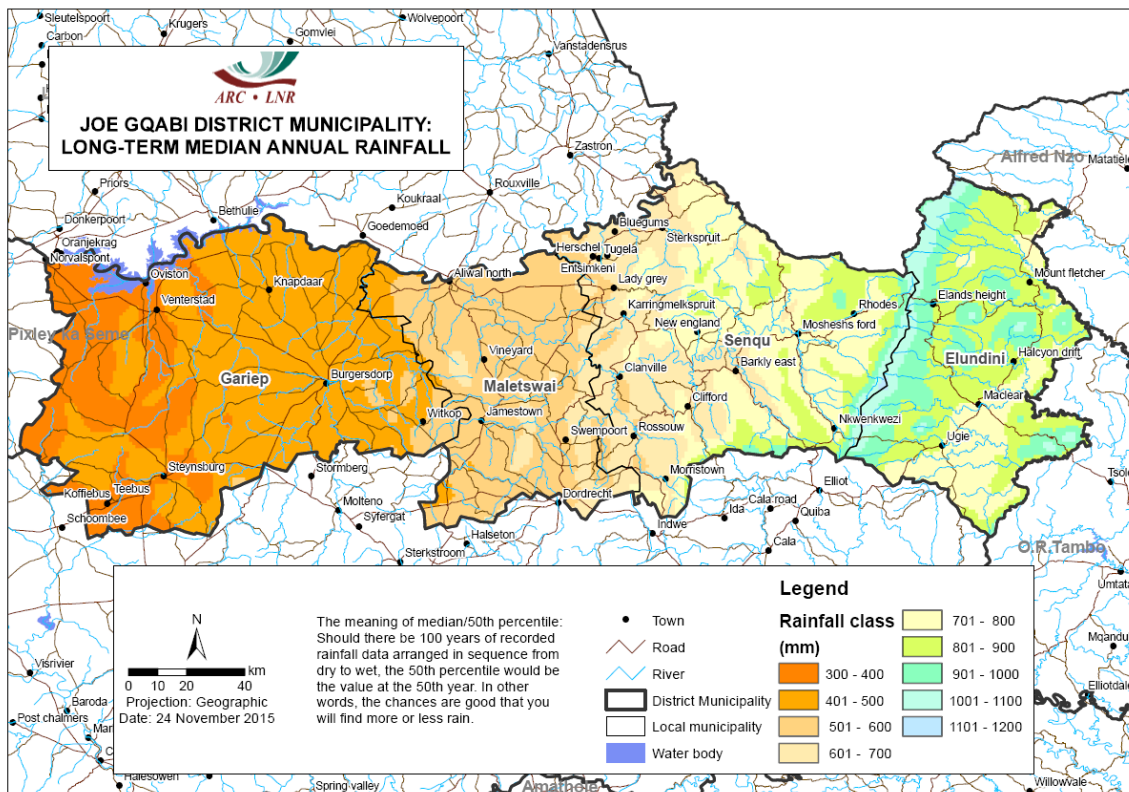 Sleutelspoort
Krugers
Wolvepoort
Carbon
Gomvlei
Vanstadensrus
ARC • LNR
JOE GQABI DISTRICT MUNICIPALITY:
LONG-TERM MEDIAN ANNUAL RAINFALL
Zastron
Alfred Nzo
Matatiele
Priors
Rouxville
Koukraal
Donkerpoort
Bethulie
Goedemoed
Bluegums
Sterkspruit
Oranjekrag
Norvalspont
Herschel
Tugela
Oviston
Aliwal north
Entsimkeni
Knapdaar
Lady grey
Mount fletcher
Venterstad
Karringmelkspruit
Rhodes
Elands height
Pixley ka Seme
New england
Moshesh's ford
Senqu
Vineyard
Elundini
Halcyon drift
Gariep
Burgersdorp
Maletswai
Clanville
Barkly east
Clifford
Maclear
Witkop
Jamestown
Nkwenkwezi
Swempoort
Rossouw
Ugie
Steynsburg
Stormberg
Morristown
Tsolo
Koffiebus
Teebus
Molteno
Dordrecht
Elliot
Schoombee
Syfergat
Ida
Cala road
Quiba
Halseton
Indwe
Sterkstroom
Cala
O.R.Tambo
Umtata
N
km
0 10 20 40
Projection: Geographic
Date: 24 November 2015
The meaning of median/50th percentile:
Should there be 100 years of recorded
rainfall data arranged in sequence from
dry to wet, the 50th percentile would be
the value at the 50th year. In other
words, the chances are good that you
will find more or less rain.
Town
Road
River
District Municipality
Local municipality
Water body
Legend
Rainfall class
(mm)
300 - 400
401 - 500
501 - 600
601 - 700
701 - 800
801 - 900
901 - 1000
1001 - 1100
1101 - 1200
Visrivier
Baroda
Post chalmers
Halesowen
Spring valley
Amathole
Mqandu
Elliotdale
Willowvale